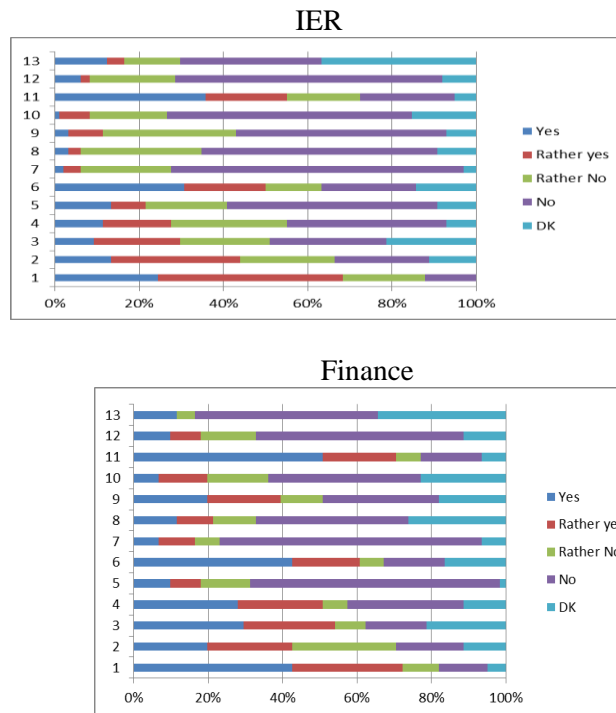 IER
13
12
11
10
9
8
7
6
5
4
3
2
1
0% 20% 40% 60% 80% 100%
Yes
Rather yes
Rather No
No
DK
Finance
13
12
11
10
9
8
7
6
5
4
3
2
1
0% 20% 40% 60% 80% 100%
Yes
Rather ye
Rather No
No
DK